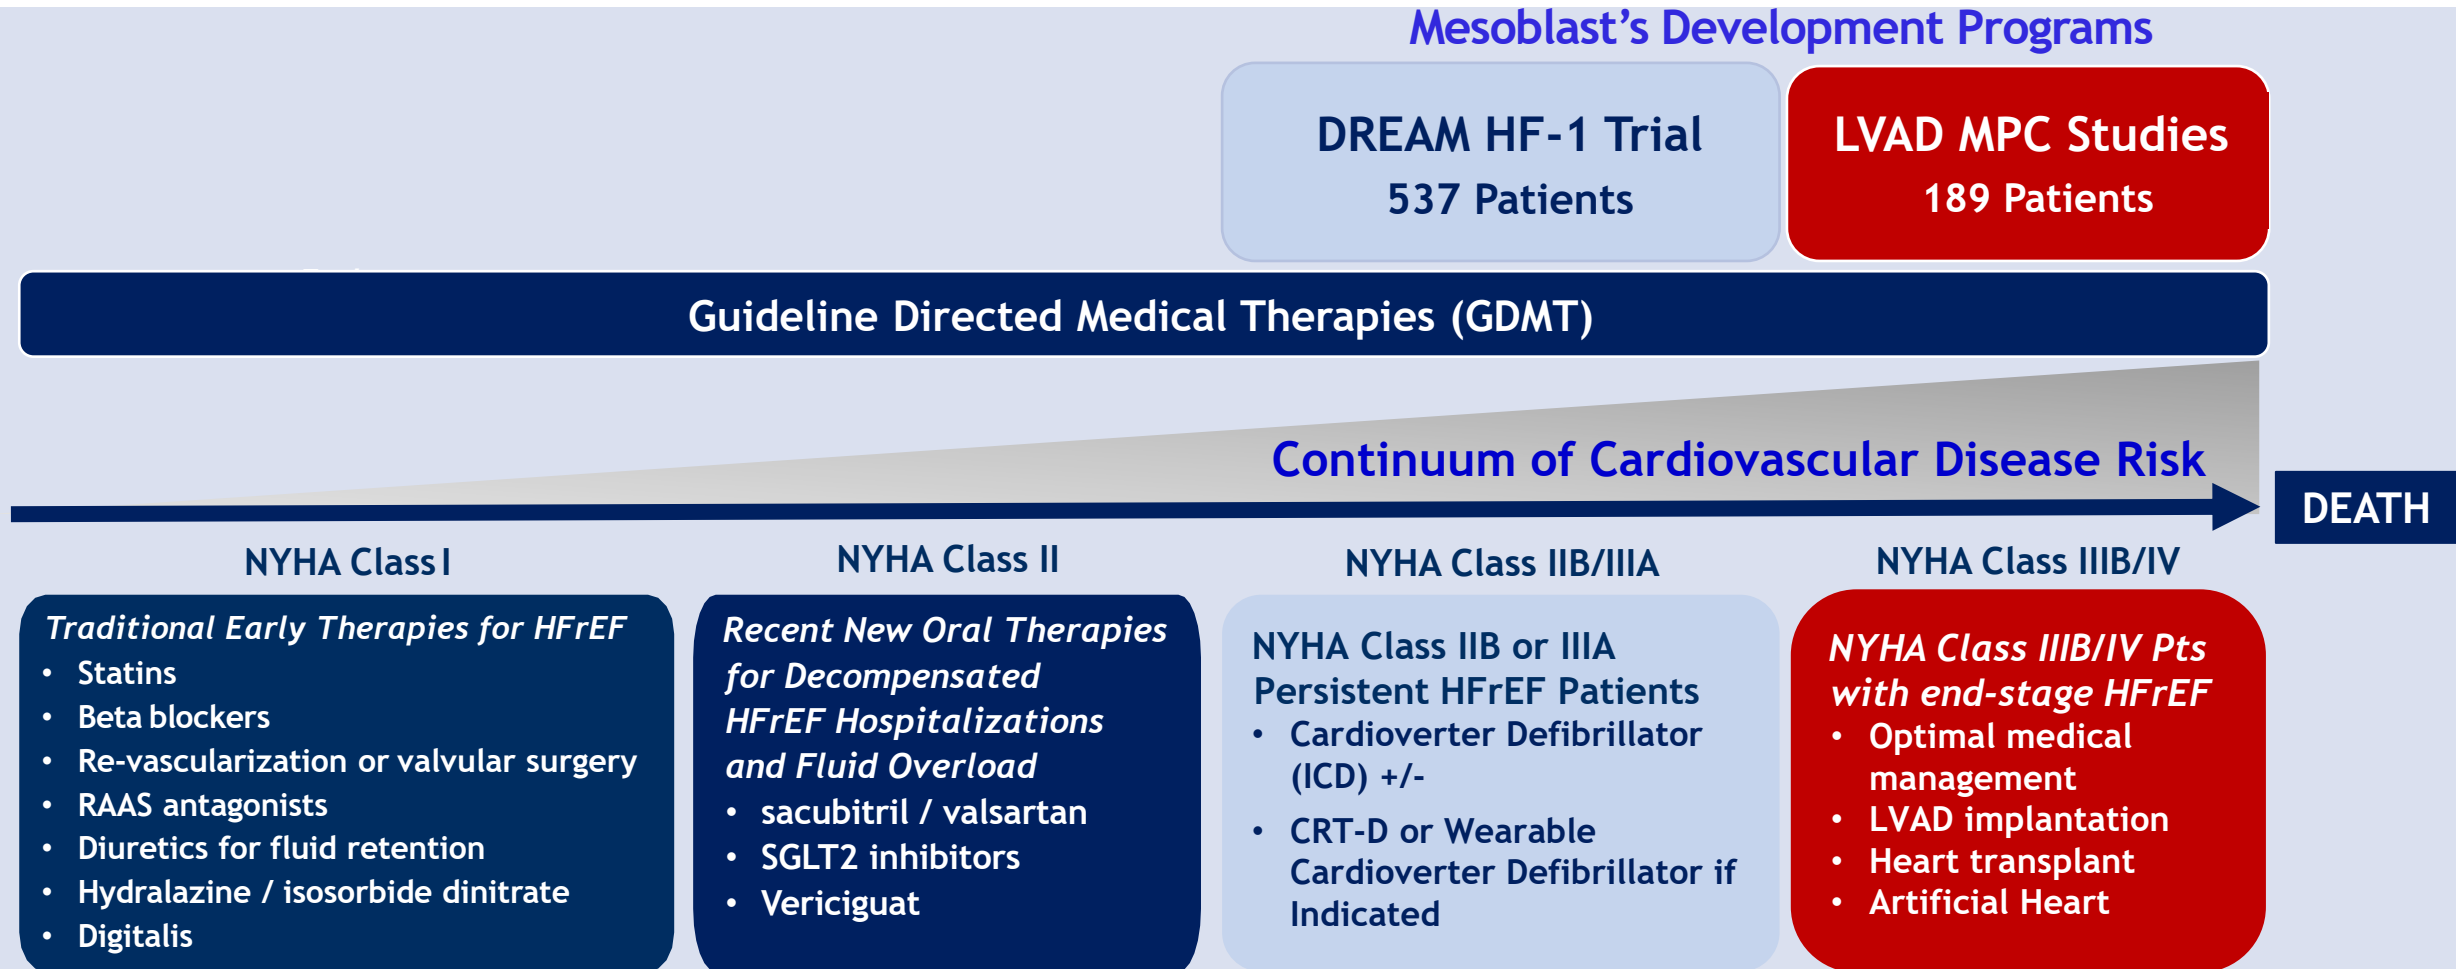 Mesoblast’s Development Programs
DREAM HF-1 Trial
537 Patients
LVAD MPC Studies
189 Patients
Guideline Directed Medical Therapies (GDMT)
Continuum of Cardiovascular Disease Risk
DEATH
NYHA Class I
NYHA Class II
NYHA Class IIB/IIIA
NYHA Class IIIB/IV
Traditional Early Therapies for HFrEF
• Statins
• Beta blockers
• Re-vascularization or valvular surgery
• RAAS antagonists
• Diuretics for fluid retention
• Hydralazine / isosorbide dinitrate
• Digitalis
Recent New Oral Therapies
for Decompensated
HFrEF Hospitalizations
and Fluid Overload
• sacubitril / valsartan
• SGLT2 inhibitors
• Vericiguat
NYHA Class IIB or IIIA
Persistent HFrEF Patients
• Cardioverter Defibrillator
(ICD) +/-
• CRT-D or Wearable
Cardioverter Defibrillator if
Indicated
NYHA Class IIIB/IV Pts
with end-stage HFrEF
• Optimal medical
management
• LVAD implantation
• Heart transplant
• Artificial Heart